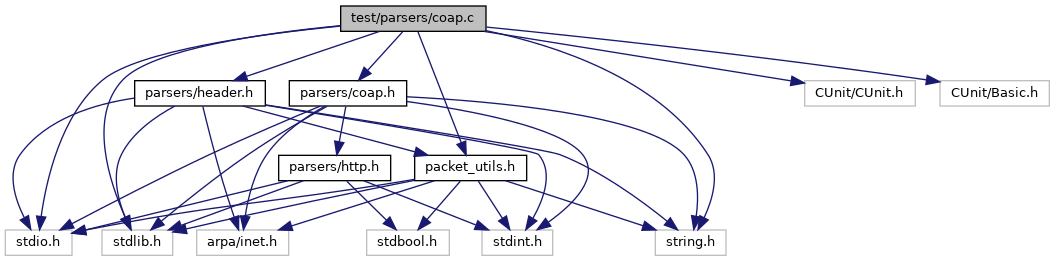 test/parsers/coap.c
parsers/header.h
parsers/coap.h
CUnit/CUnit.h
CUnit/Basic.h
parsers/http.h
packet_utils.h
stdio.h
stdlib.h
arpa/inet.h
stdbool.h
stdint.h
string.h